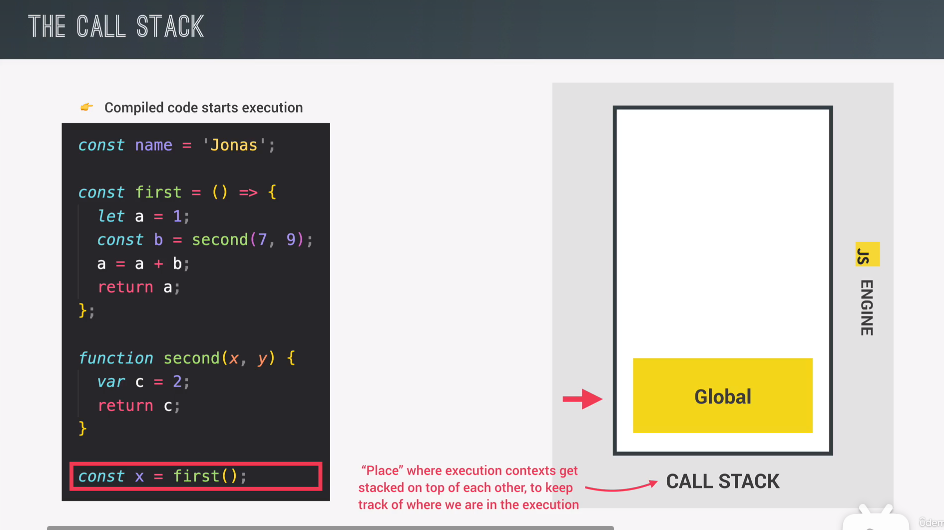 THE CALL STACK
👉 Compiled code starts execution
const name = 'Jonas';
const first = () => {
let a = 1;
const b = second(7, 9);
a = a + b;
return a;
};
function second(x, y) {
var c = 2;
return c;
}
const x = first();
Global
"Place" where execution contexts get
stacked on top of each other, to keep
track of where we are in the execution
CALL STACK
JS
ENGINE